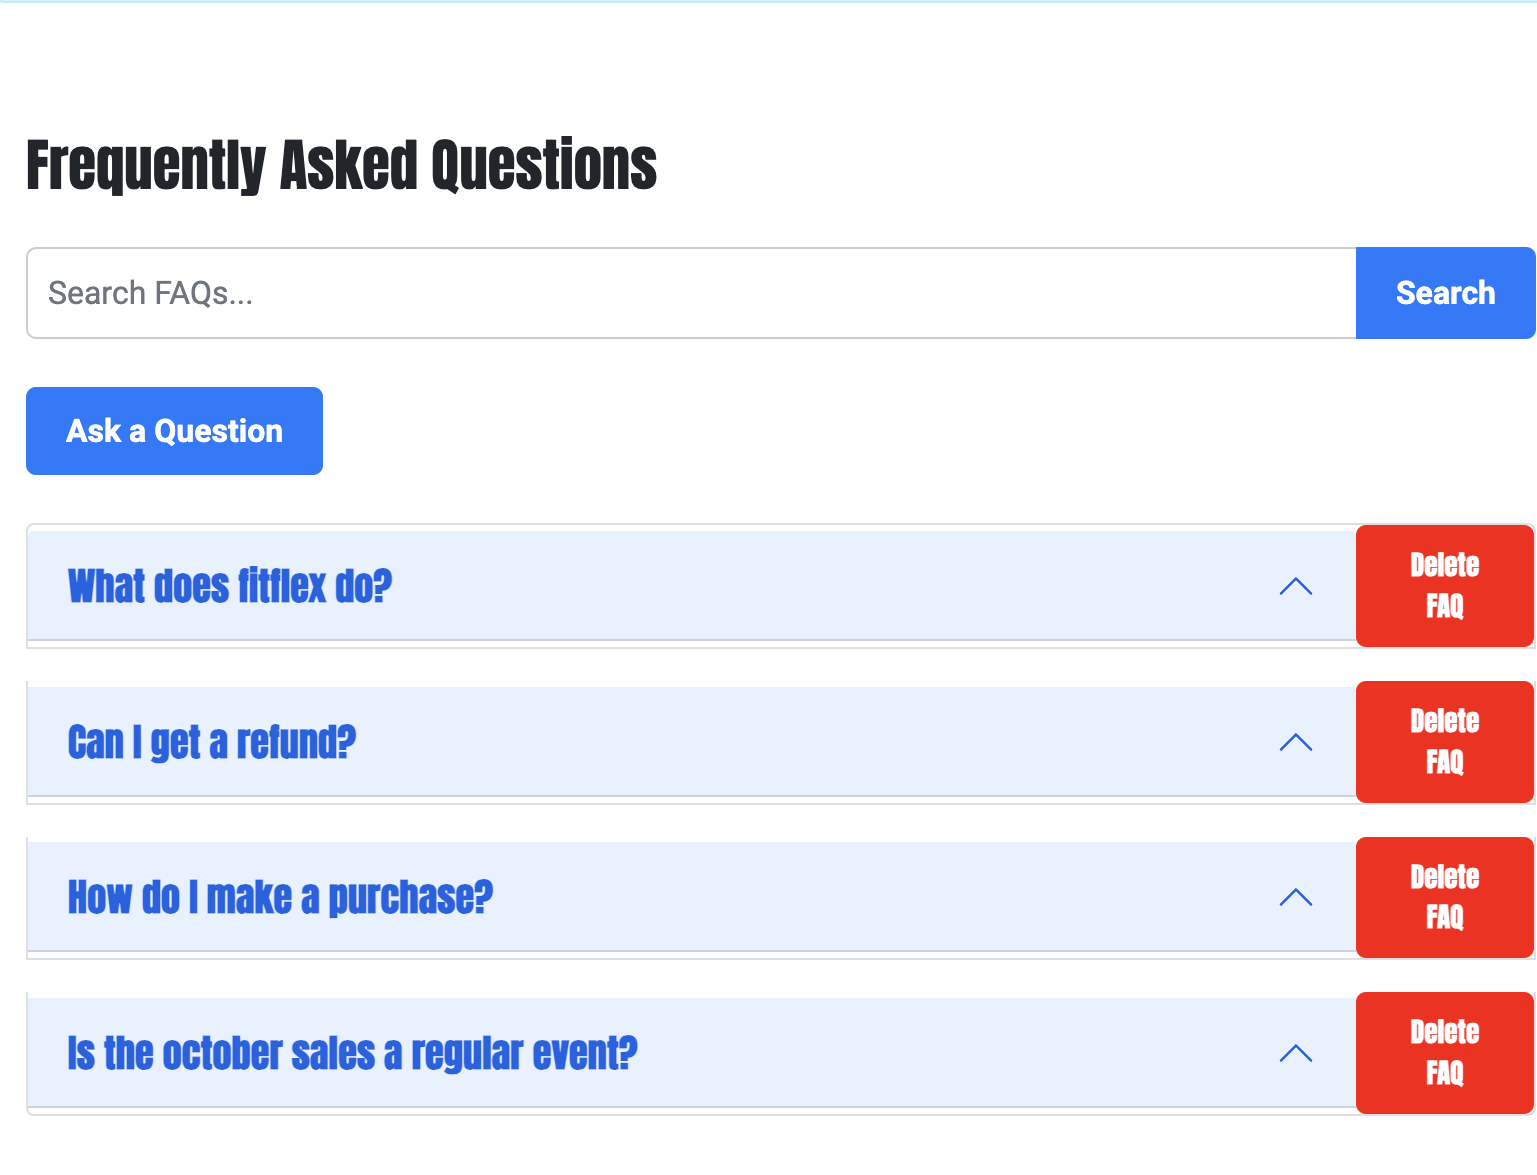 Frequently Asked Questions
Search FAQs...
Search
Ask a Question
What does fitflex do?
Delete
FAQ
Can I get a refund?
Delete
FAQ
How do I make a purchase?
Delete
FAQ
Is the october sales a regular event?
Delete
FAQ